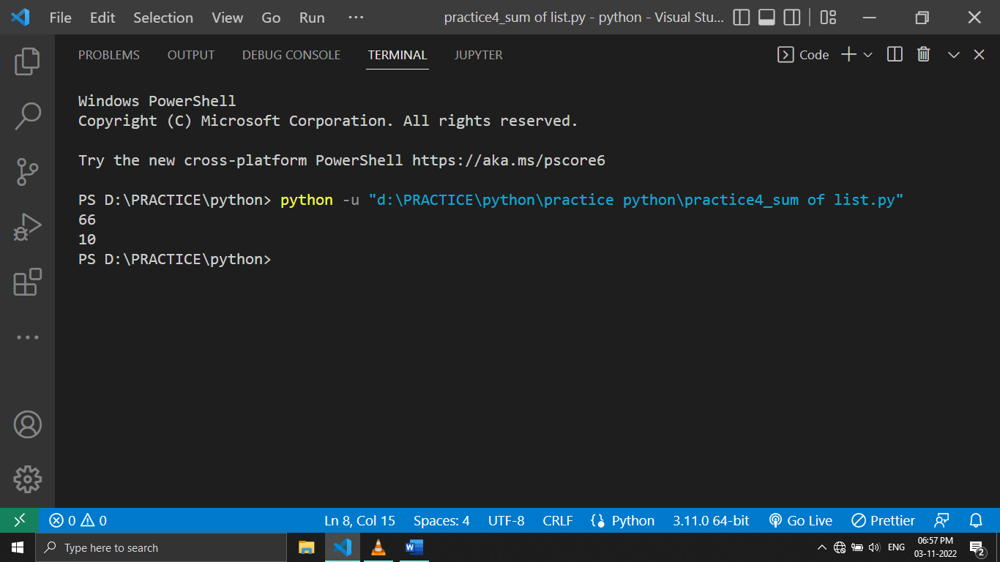 File Edit Selection View Go Run ··· practice4_sum of list.py - python - Visual Stu...
PROBLEMS OUTPUT DEBUG CONSOLE TERMINAL JUPYTER Code
Windows PowerShell
Copyright (C) Microsoft Corporation. All rights reserved.
Try the new cross-platform PowerShell https://aka.ms/pscore6
PS D:\PRACTICE\python> python -u "d:\PRACTICE\python\practice python\practice4_sum of list.py"
66
10
PS D:\PRACTICE\python>
0 0 Ln 8, Col 15 Spaces: 4 UTF-8 CRLF Python 3.11.0 64-bit Go Live Prettier
Type here to search W ENG 06:57 PM
03-11-2022 2